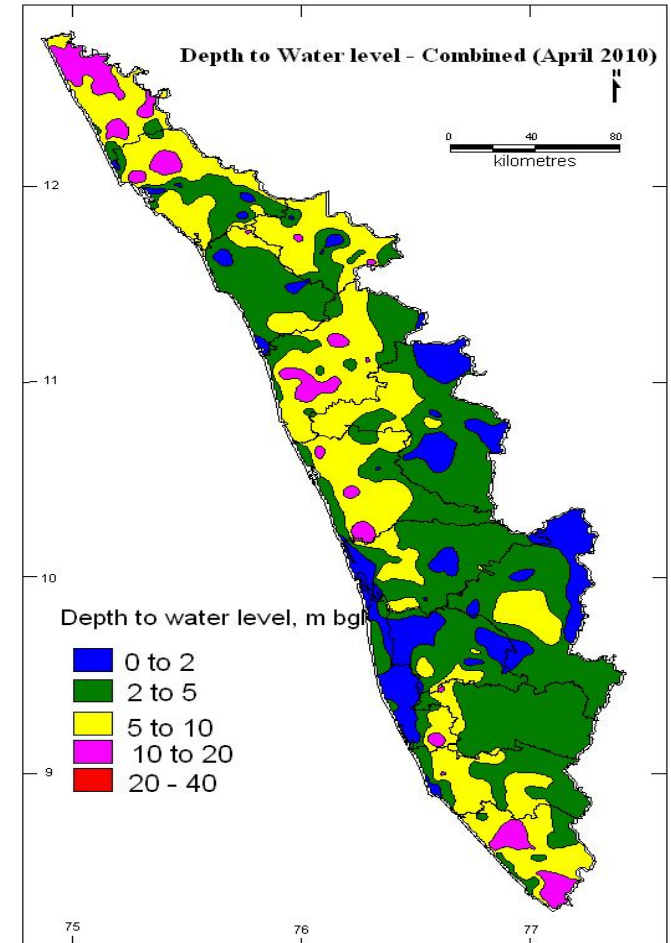 Depth to Water level - Combined (April 2010)
N
0 40 80
kilometres
12
11
10
Depth to water level, m bgl
0 to 2
2 to 5
5 to 10
10 to 20
20 - 40
9
75 76 77